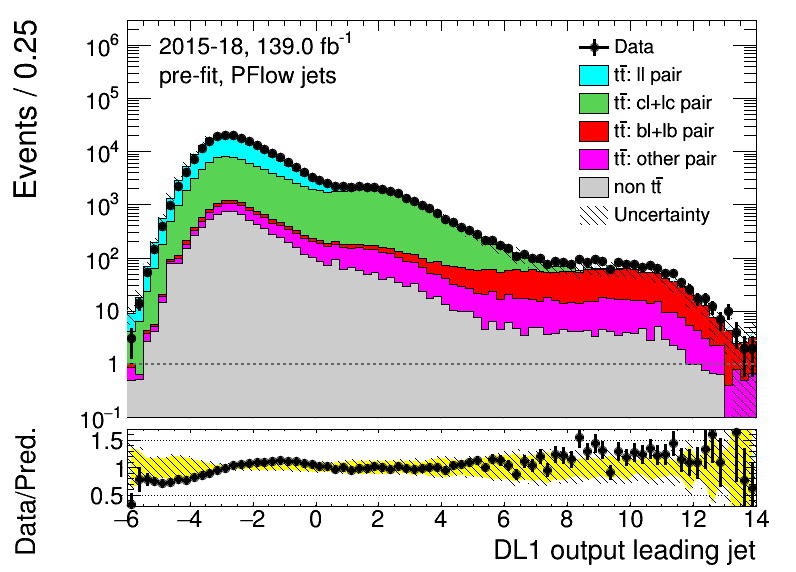 Events / 0.25
10⁶
10⁵
10⁴
10³
10²
10
1
10⁻¹
2015-18, 139.0 fb⁻¹
pre-fit, PFlow jets
Data
tt̄: ll pair
tt̄: cl+lc pair
tt̄: bl+lb pair
tt̄: other pair
non tt̄
Uncertainty
Data/Pred.
1.5
1
0.5
−6 −4 −2 0 2 4 6 8 10 12 14
DL1 output leading jet